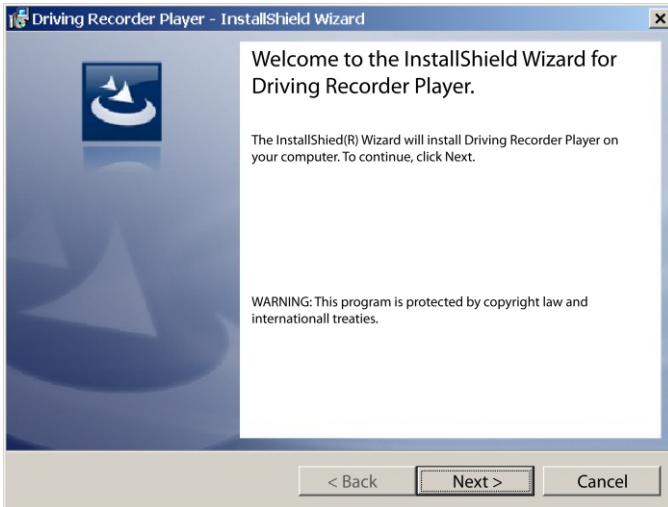 Driving Recorder Player - InstallShield Wizard
Welcome to the InstallShield Wizard for
Driving Recorder Player.
The InstallShied(R) Wizard will install Driving Recorder Player on
your computer. To continue, click Next.
WARNING: This program is protected by copyright law and
internationall treaties.
< Back
Next >
Cancel